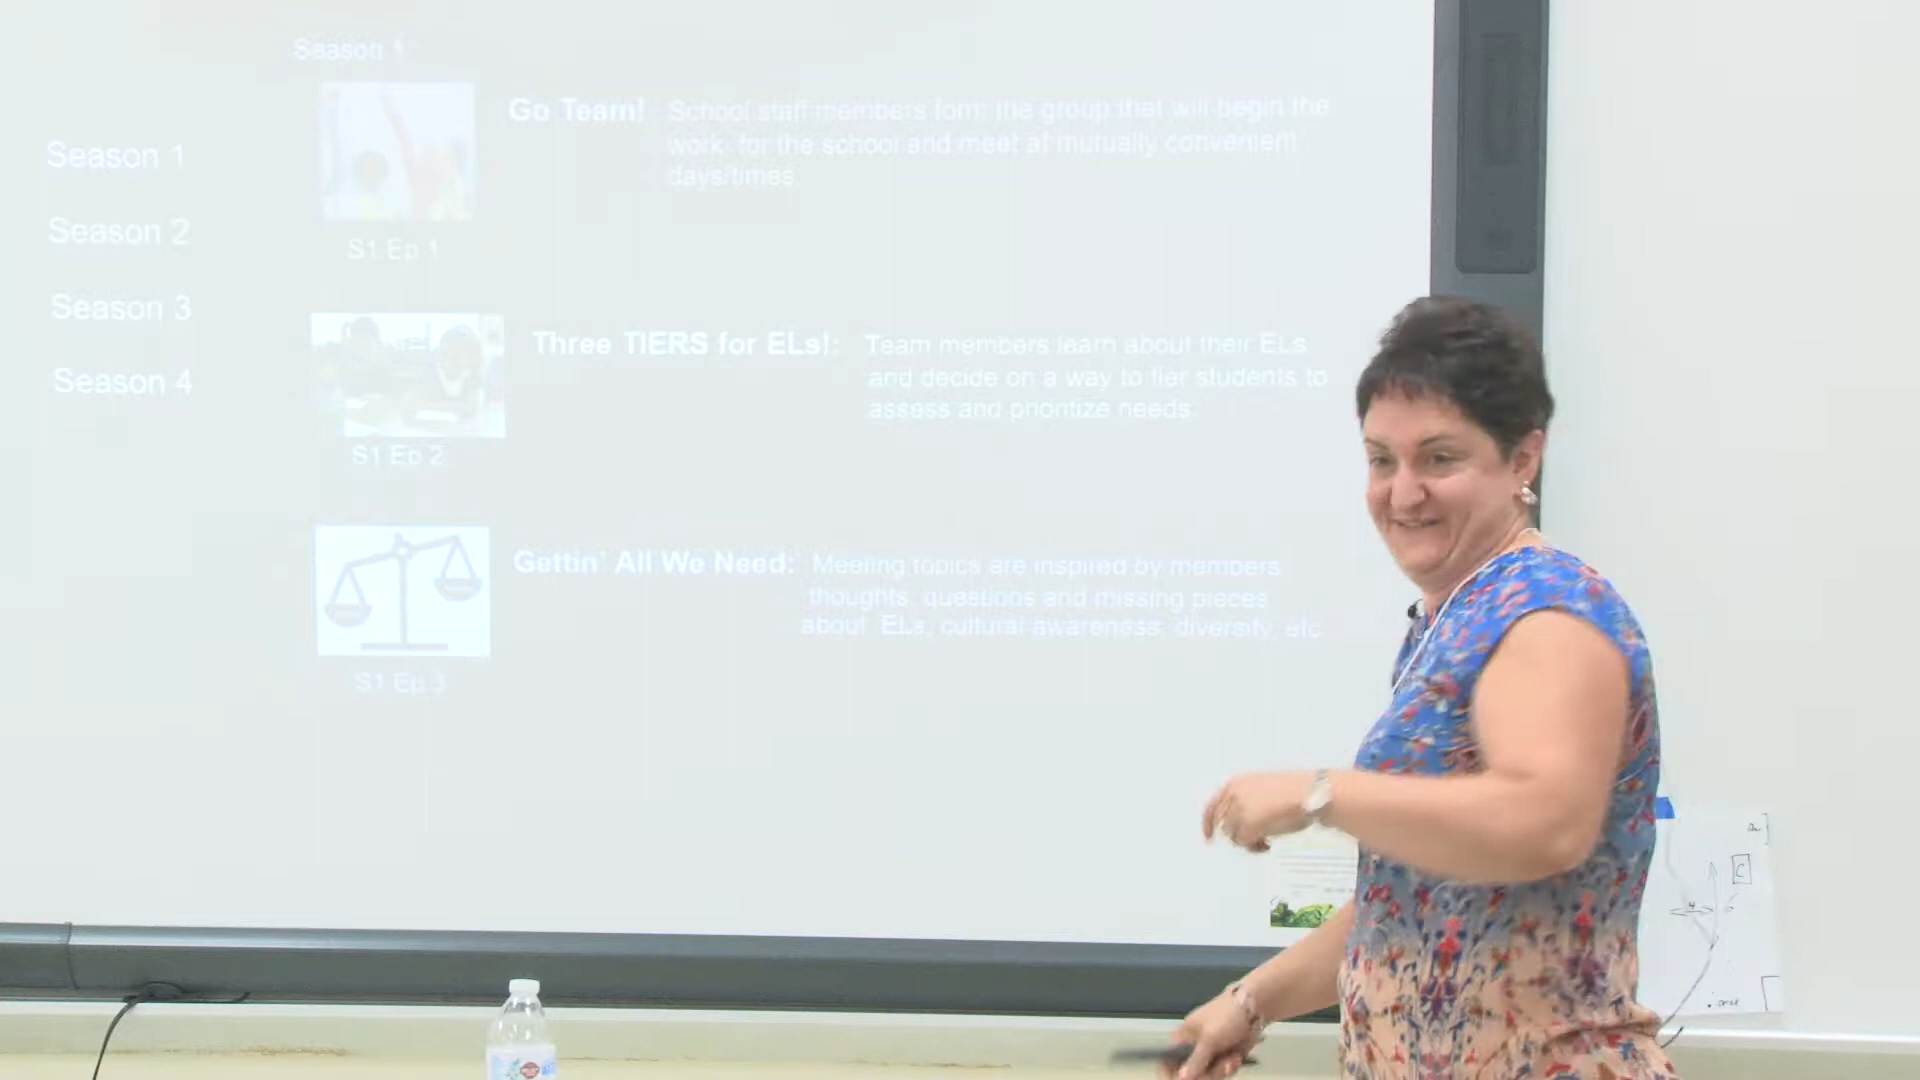 Season 1
Season 1
Season 2
Season 3
Season 4
Go Team! School staff members form the group that will begin the
work for the school and meet at mutually convenient
days/times.
S1 Ep 1
Three TIERS for ELs!: Team members learn about their ELs
and decide on a way to tier students to
assess and prioritize needs.
S1 Ep 2
Gettin' All We Need: Meeting topics are inspired by members
thoughts, questions and missing pieces
about ELs, cultural awareness, diversity, etc.
S1 Ep 3
C